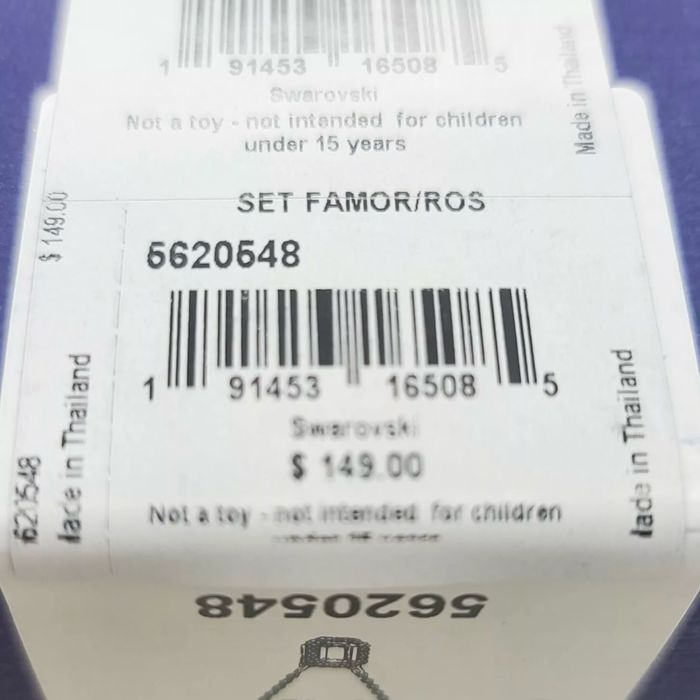 1 91453 16508 5
Swarovski
Not a toy - not intended for children
under 15 years
Made in Thailand
$ 149.00
SET FAMOR/ROS
5620548
1 91453 16508 5
Swarovski
$ 149.00
Not a toy - not intended for children
5620548
lade in Thailand
lade in Thailand
5620548